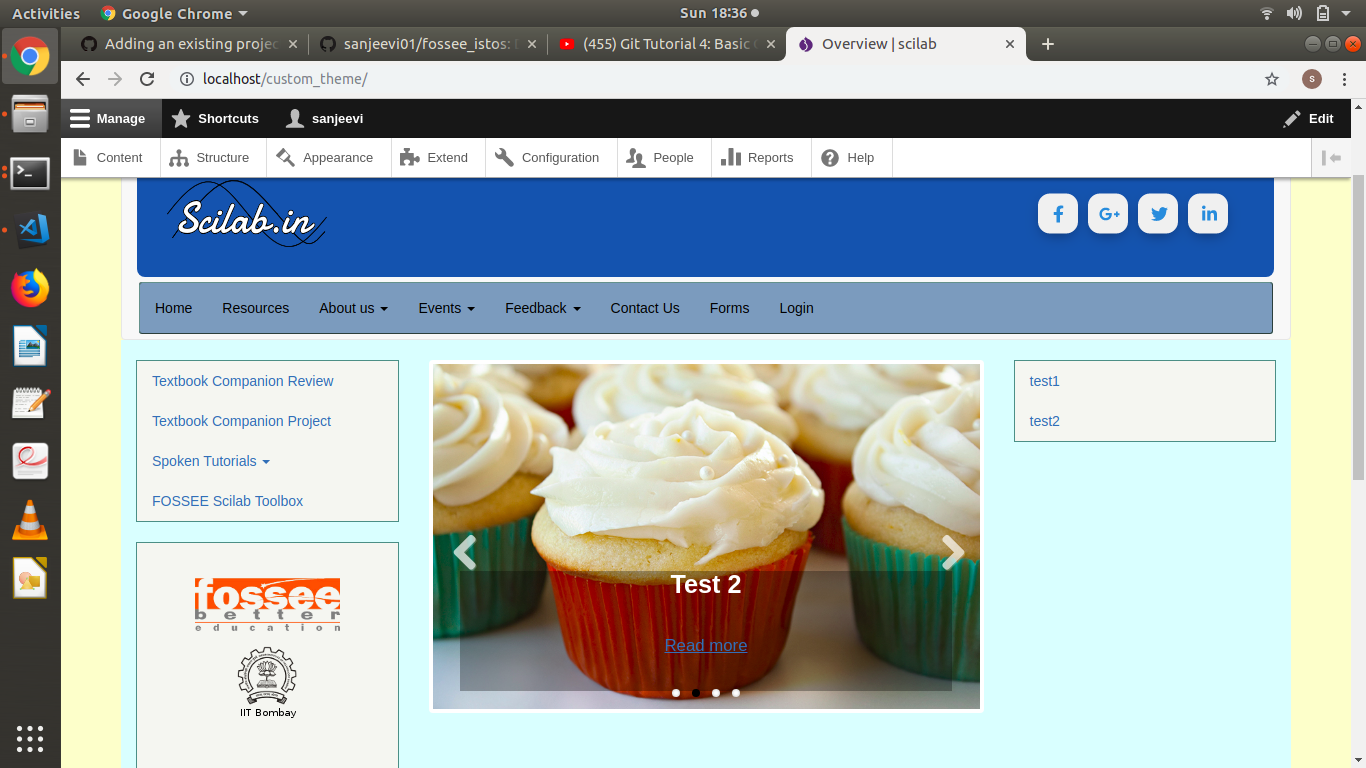 Activities Google Chrome Sun 18:36
Adding an existing projec sanjeevi01/fossee_istos: (455) Git Tutorial 4: Basic Overview | scilab
localhost/custom_theme/ S
Manage Shortcuts sanjeevi Edit
Content Structure Appearance Extend Configuration People Reports Help
Scilab.in
Home Resources About us Events Feedback Contact Us Forms Login
Textbook Companion Review
Textbook Companion Project
Spoken Tutorials
FOSSEE Scilab Toolbox
fossee
better
education
IIT Bombay
Test 2
Read more
test1
test2